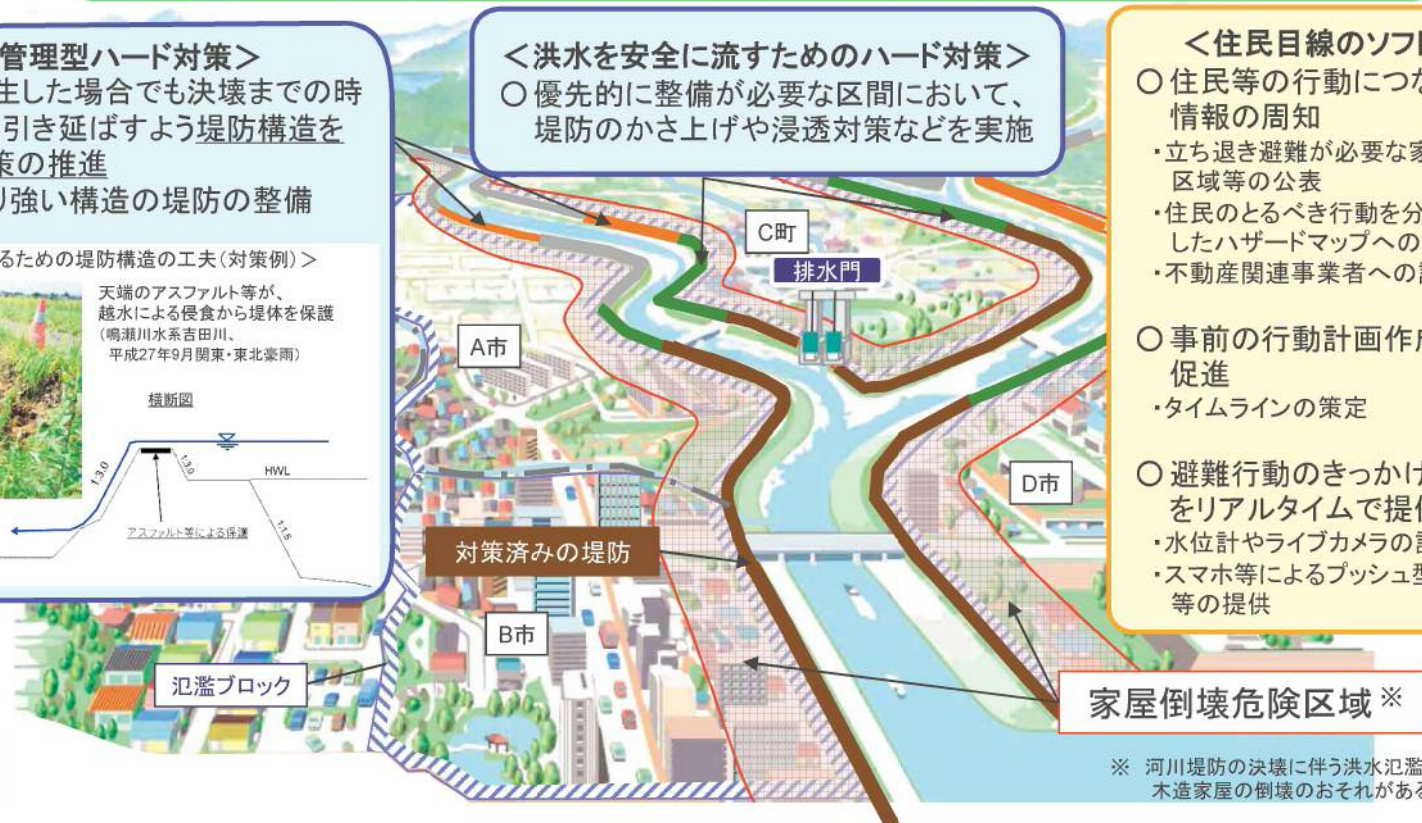 管理型ハード対策＞
生した場合でも決壊までの時
引き延ばすよう堤防構造を
策の推進
り強い構造の堤防の整備
るための堤防構造の工夫(対策例)＞
天端のアスファルト等が、
越水による侵食から堤体を保護
(鳴瀬川水系吉田川、
平成27年9月関東・東北豪雨)
横断図
1:3.0
1:3.0
HWL
1:1.5
アスファルト等による保護
＜洪水を安全に流すためのハード対策＞
○優先的に整備が必要な区間において、
堤防のかさ上げや浸透対策などを実施
＜住民目線のソフ
○住民等の行動につな
情報の周知
・立ち退き避難が必要な家
区域等の公表
・住民のとるべき行動を分
したハザードマップへの
・不動産関連事業者への
○事前の行動計画作成
促進
・タイムラインの策定
○避難行動のきっかけ
をリアルタイムで提供
・水位計やライブカメラの
・スマホ等によるプッシュ型
等の提供
C町
排水門
A市
D市
対策済みの堤防
B市
氾濫ブロック
家屋倒壊危険区域※
※ 河川堤防の決壊に伴う洪水氾濫
木造家屋の倒壊のおそれがある